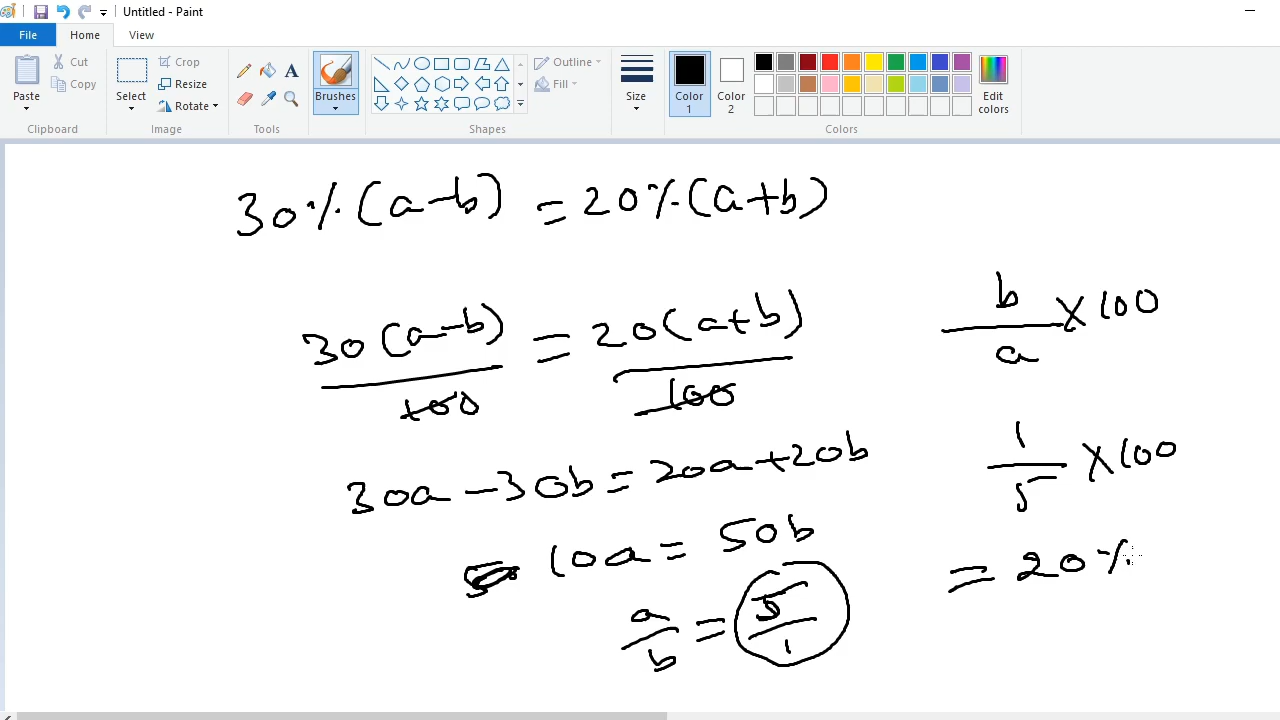 Untitled - Paint
File Home View
Paste Cut Copy Clipboard
Select Crop Resize Rotate Image
Tools
Brushes
Shapes Outline Fill
Size
Color 1 Color 2 Edit colors Colors
30%(a-b) = 20%(a+b)
30(a-b)/100 = 20(a+b)/100
30a-30b=20a+20b
10a= 50b
a/b = 5/1
b/a ×100
1/5 ×100
= 20%